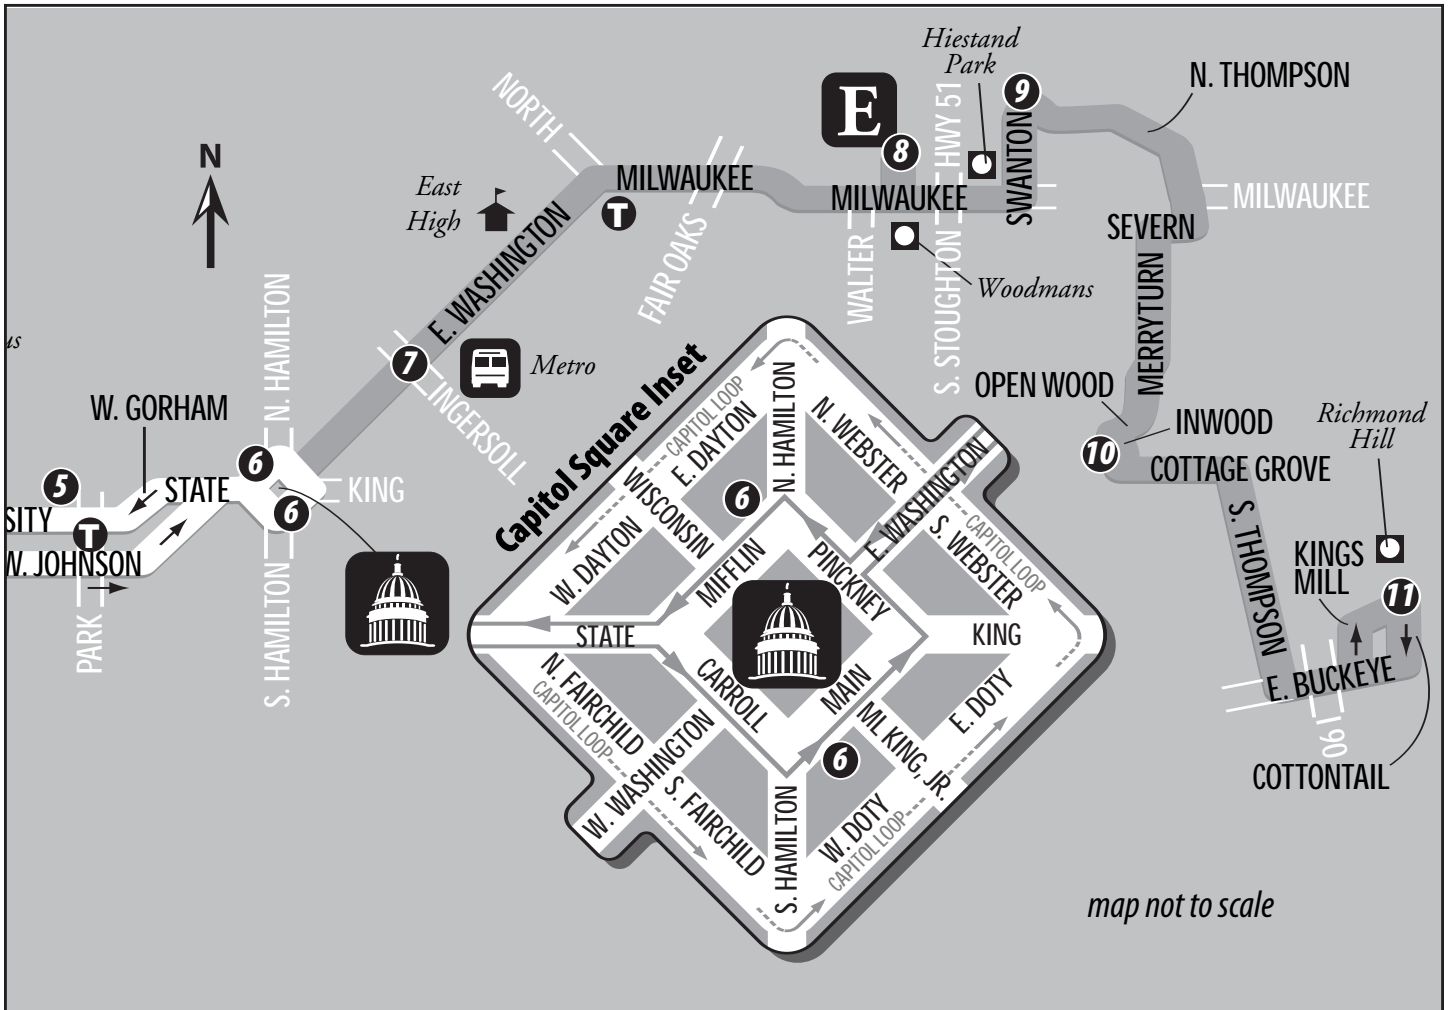 Hiestand
Park
9
N. THOMPSON
NORTH
E
8
HWY 51
SWANTON
N
East
High
MILWAUKEE
T
MILWAUKEE
MILWAUKEE
SEVERN
E. WASHINGTON
FAIR OAKS
WALTER
S. STOUGHTON
Woodmans
MERRYTURN
us
N. HAMILTON
7
Metro
INGERSOLL
OPEN WOOD
INWOOD
10
COTTAGE GROVE
Richmond
Hill
W. GORHAM
5
6
STATE
KING
6
SITY
T
W. JOHNSON
PARK
S. HAMILTON
S. THOMPSON
KINGS
MILL
11
E. BUCKEYE
I 90
COTTONTAIL
Capitol Square Inset
CAPITOL LOOP
E. DAYTON
N. HAMILTON
N. WEBSTER
E. WASHINGTON
WISCONSIN
6
W. DAYTON
MIFFLIN
PINCKNEY
S. WEBSTER
CAPITOL LOOP
STATE
KING
N. FAIRCHILD
CAPITOL LOOP
CARROLL
MAIN
E. DOTY
W. WASHINGTON
ML KING, JR.
6
S. FAIRCHILD
S. HAMILTON
W. DOTY
CAPITOL LOOP
map not to scale